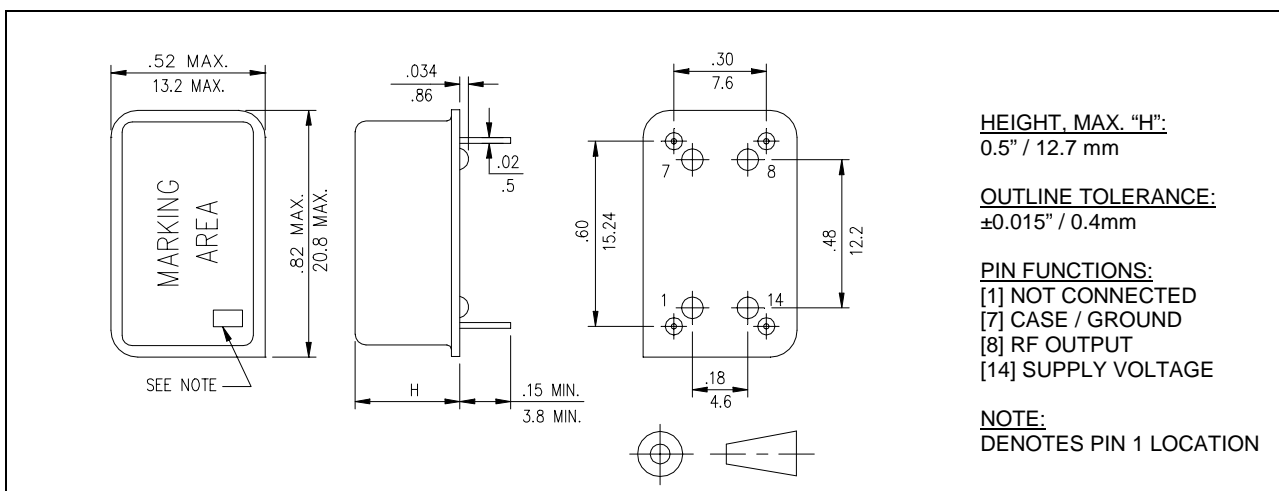 .52 MAX.
13.2 MAX.
MARKING
AREA
.82 MAX.
20.8 MAX.
SEE NOTE
.034
.86
.02
.5
H
.15 MIN.
3.8 MIN.
.30
7.6
7
8
.60
15.24
.48
12.2
1
14
.18
4.6
HEIGHT, MAX. “H”:
0.5” / 12.7 mm
OUTLINE TOLERANCE:
±0.015” / 0.4mm
PIN FUNCTIONS:
[1] NOT CONNECTED
[7] CASE / GROUND
[8] RF OUTPUT
[14] SUPPLY VOLTAGE
NOTE:
DENOTES PIN 1 LOCATION